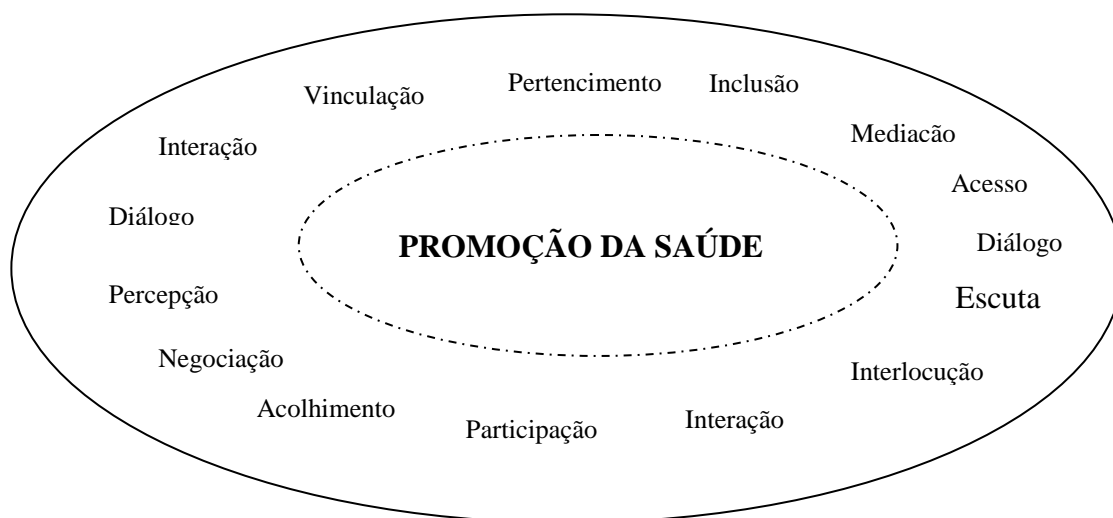 Pertencimento
Inclusão
Vinculação
Mediacão
Interação
Acesso
Diálogo
Diálogo
PROMOÇÃO DA SAÚDE
Percepção
Escuta
Negociação
Interlocução
Acolhimento
Participação
Interação